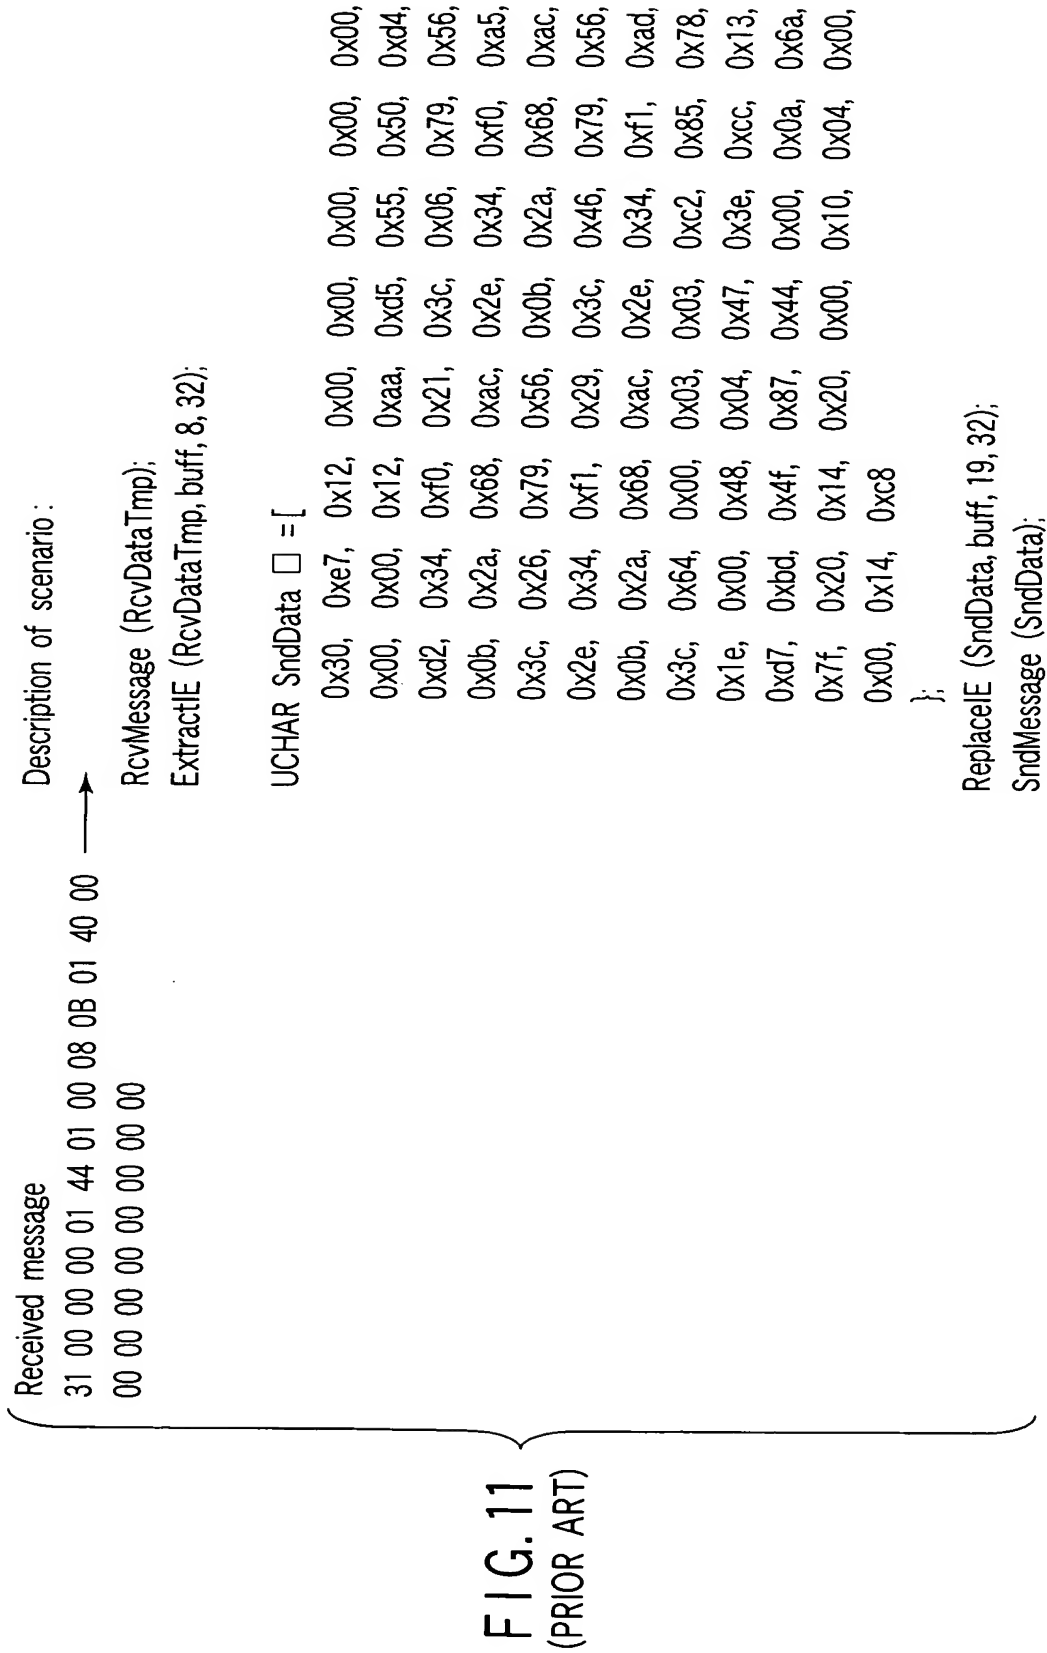 FIG. 11
(PRIOR ART)
Received message
31 00 00 00 01 44 01 00 08 0B 01 40 00
00 00 00 00 00 00 00 00 00
Description of scenario :
RcvMessage (RcvDataTmp);
ExtractIE (RcvDataTmp, buff, 8, 32);
UCHAR SndData □ =[
0x30, 0xe7, 0x12, 0x00, 0x00, 0x00, 0x00, 0x00,
0x00, 0x00, 0x12, 0xaa, 0xd5, 0x55, 0x50, 0xd4,
0xd2, 0x34, 0xf0, 0x21, 0x3c, 0x06, 0x79, 0x56,
0x0b, 0x2a, 0x68, 0xac, 0x2e, 0x34, 0xf0, 0xa5,
0x3c, 0x26, 0x79, 0x56, 0x0b, 0x2a, 0x68, 0xac,
0x2e, 0x34, 0xf1, 0x29, 0x3c, 0x46, 0x79, 0x56,
0x0b, 0x2a, 0x68, 0xac, 0x2e, 0x34, 0xf1, 0xad,
0x3c, 0x64, 0x00, 0x03, 0x03, 0xc2, 0x85, 0x78,
0x1e, 0x00, 0x48, 0x04, 0x47, 0x3e, 0xcc, 0x13,
0xd7, 0xbd, 0x4f, 0x87, 0x44, 0x00, 0x0a, 0x6a,
0x7f, 0x20, 0x14, 0x20, 0x00, 0x10, 0x04, 0x00,
0x00, 0x14, 0xc8
};
ReplaceIE (SndData, buff, 19, 32);
SndMessage (SndData);